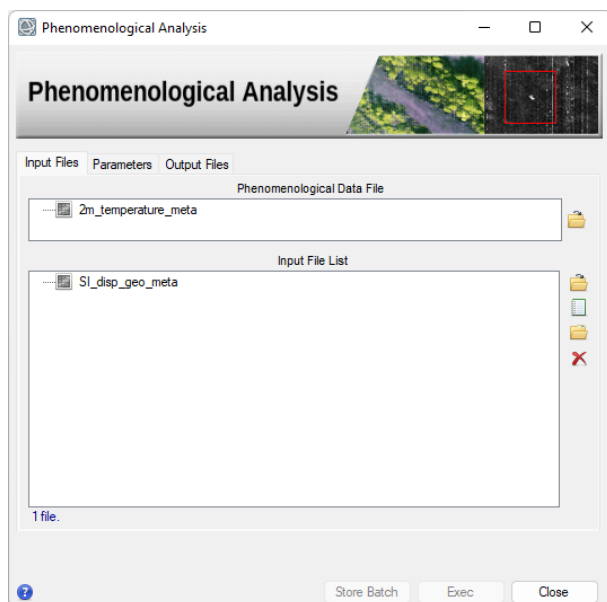 Phenomenological Analysis
Phenomenological Analysis
Input Files Parameters Output Files
Phenomenological Data File
2m_temperature_meta
Input File List
SI_disp_geo_meta
1 file.
? Store Batch Exec Close